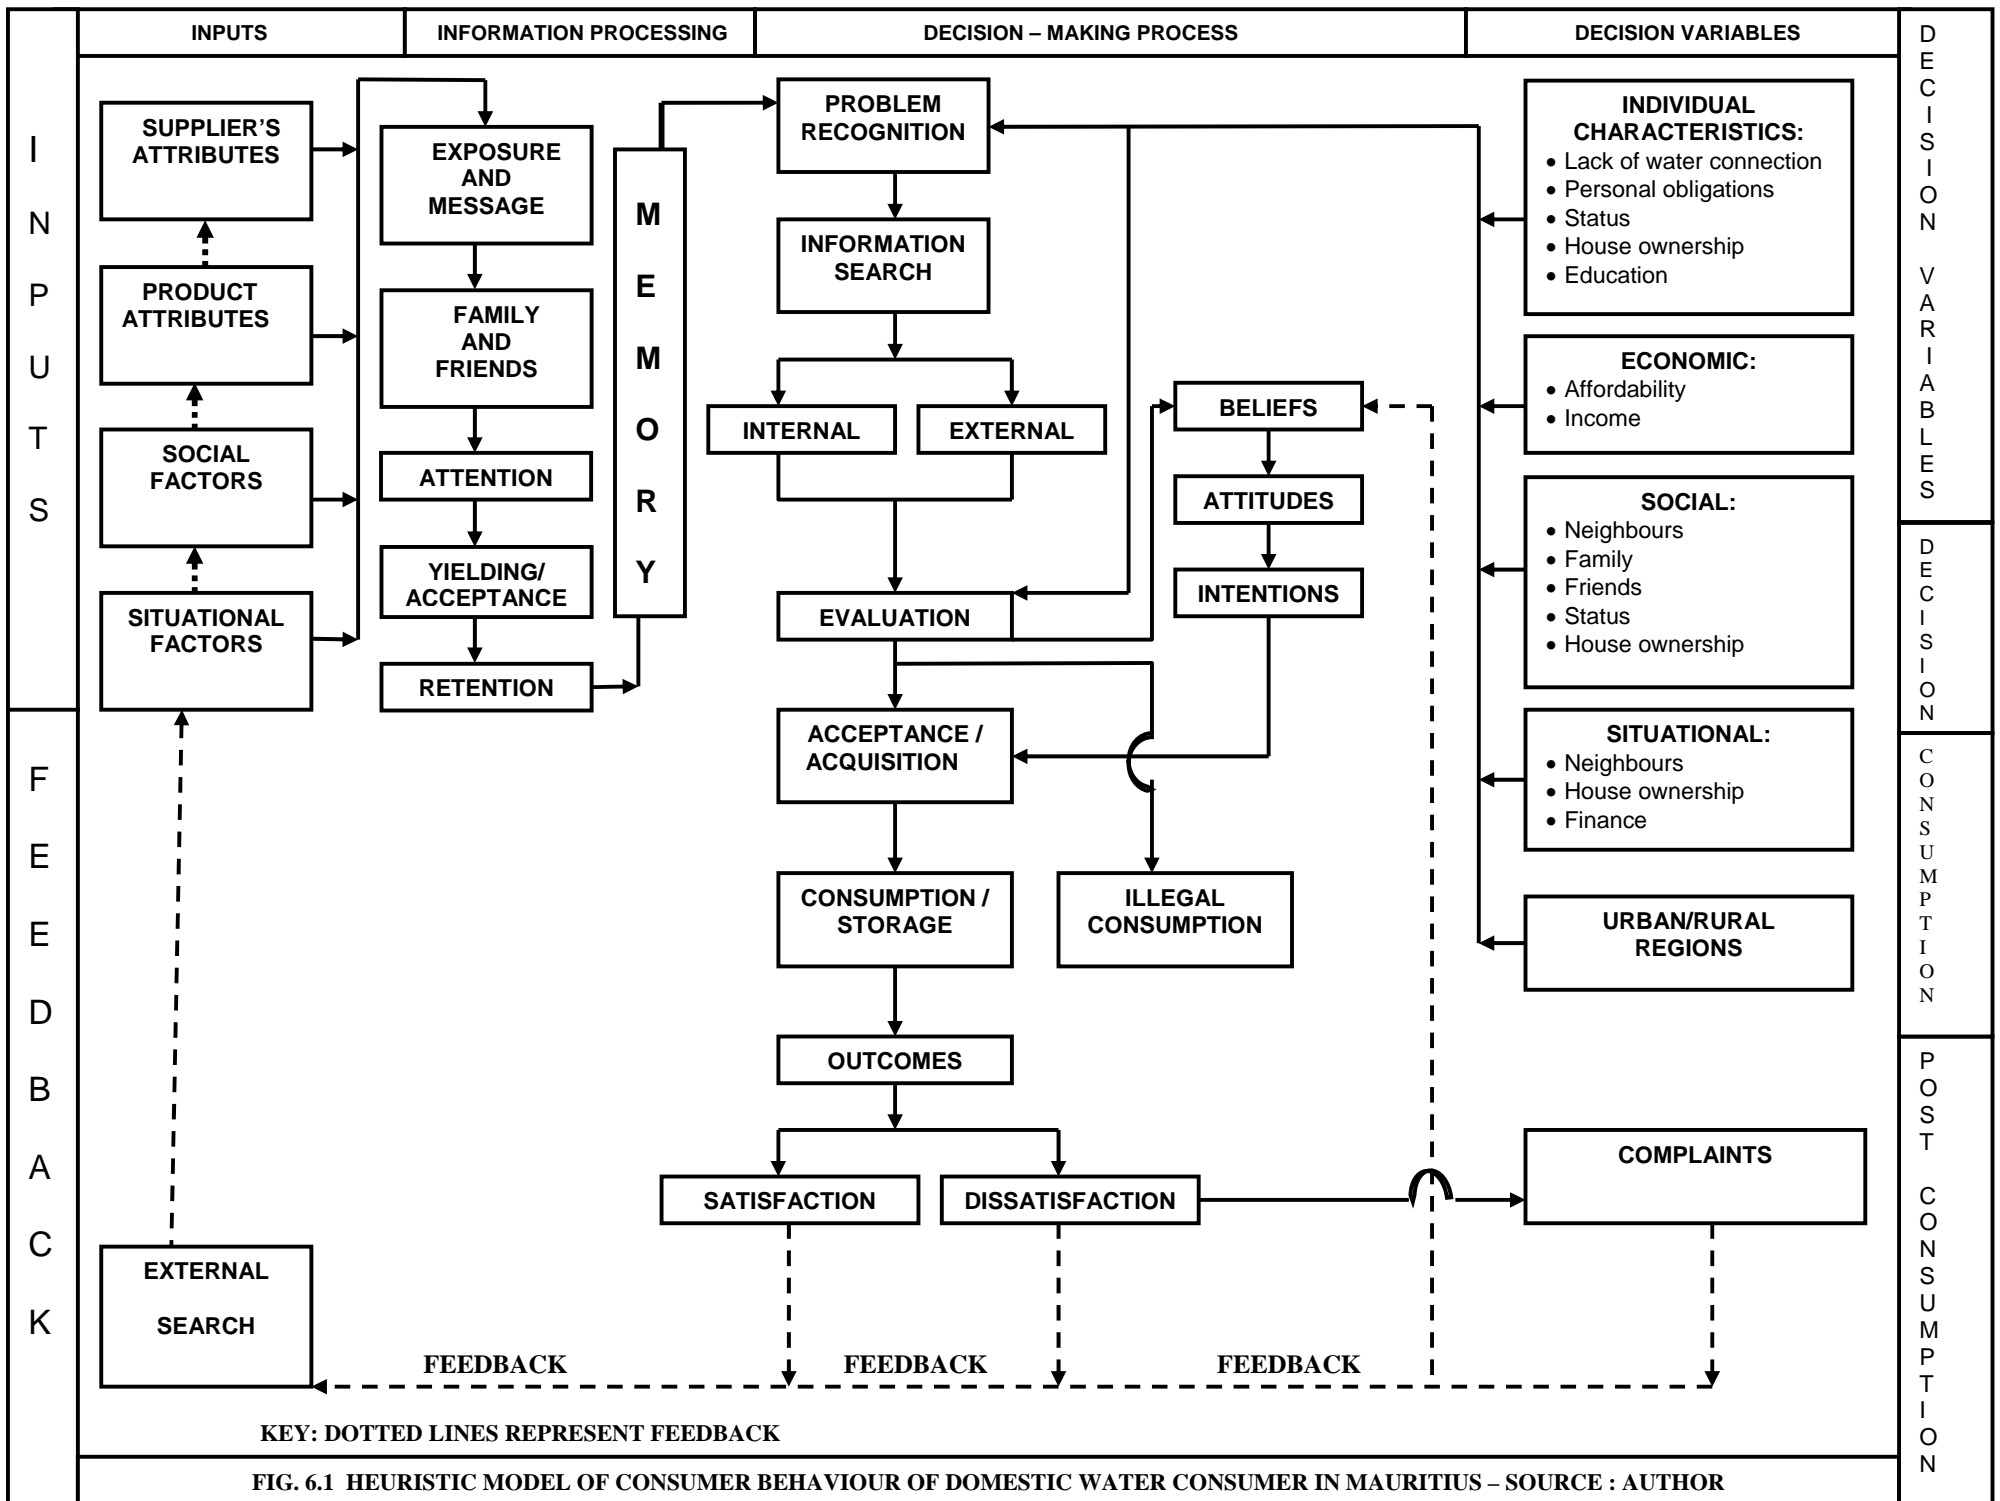 INPUTS
INFORMATION PROCESSING
DECISION – MAKING PROCESS
DECISION VARIABLES
INPUTS
FEEDBACK
SUPPLIER'S
ATTRIBUTES
PRODUCT
ATTRIBUTES
SOCIAL
FACTORS
SITUATIONAL
FACTORS
EXTERNAL
SEARCH
EXPOSURE
AND
MESSAGE
FAMILY
AND
FRIENDS
ATTENTION
YIELDING/
ACCEPTANCE
RETENTION
MEMORY
PROBLEM
RECOGNITION
INFORMATION
SEARCH
INTERNAL
EXTERNAL
EVALUATION
BELIEFS
ATTITUDES
INTENTIONS
ACCEPTANCE /
ACQUISITION
CONSUMPTION /
STORAGE
ILLEGAL
CONSUMPTION
OUTCOMES
SATISFACTION
DISSATISFACTION
COMPLAINTS
INDIVIDUAL
CHARACTERISTICS:
• Lack of water connection
• Personal obligations
• Status
• House ownership
• Education
ECONOMIC:
• Affordability
• Income
SOCIAL:
• Neighbours
• Family
• Friends
• Status
• House ownership
SITUATIONAL:
• Neighbours
• House ownership
• Finance
URBAN/RURAL
REGIONS
DECISION VARIABLES
DECISION
CONSUMPTION
POST CONSUMPTION
FEEDBACK
FEEDBACK
FEEDBACK
KEY: DOTTED LINES REPRESENT FEEDBACK
FIG. 6.1 HEURISTIC MODEL OF CONSUMER BEHAVIOUR OF DOMESTIC WATER CONSUMER IN MAURITIUS – SOURCE : AUTHOR